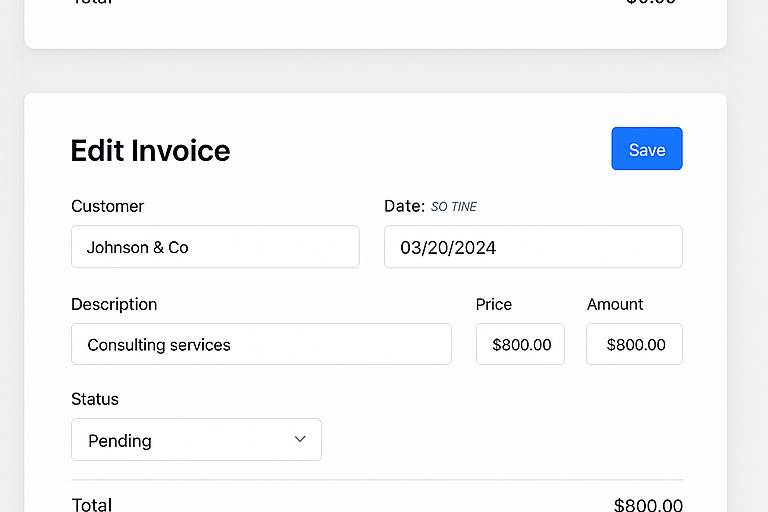 Total $0.00
Edit Invoice Save
Customer Date: SO TINE
Johnson & Co 03/20/2024
Description Price Amount
Consulting services $800.00 $800.00
Status
Pending
Total $800.00